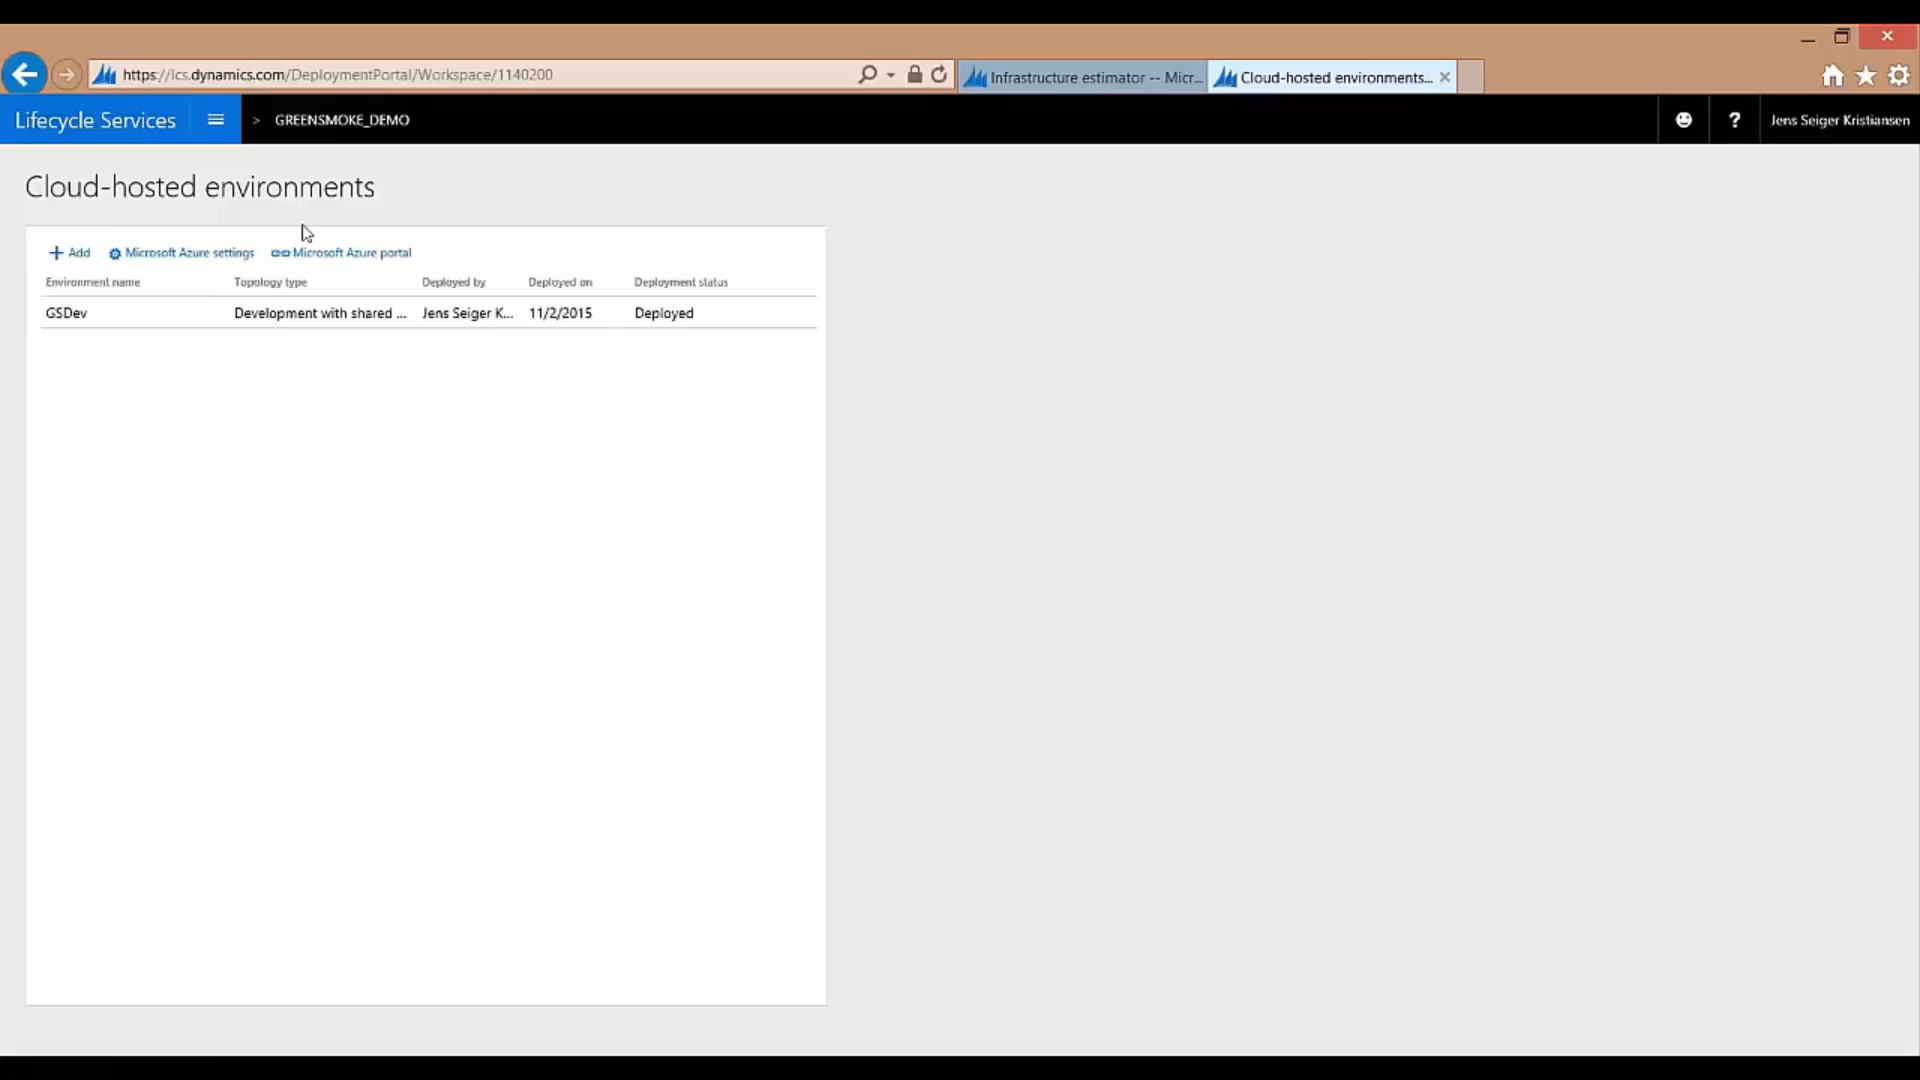 https://lcs.dynamics.com/DeploymentPortal/Workspace/1140200
Infrastructure estimator -- Micr...
Cloud-hosted environments...
Lifecycle Services
> GREENSMOKE_DEMO
?
Jens Seiger Kristiansen
Cloud-hosted environments
+ Add Microsoft Azure settings Microsoft Azure portal
Environment name Topology type Deployed by Deployed on Deployment status
GSDev Development with shared ... Jens Seiger K... 11/2/2015 Deployed